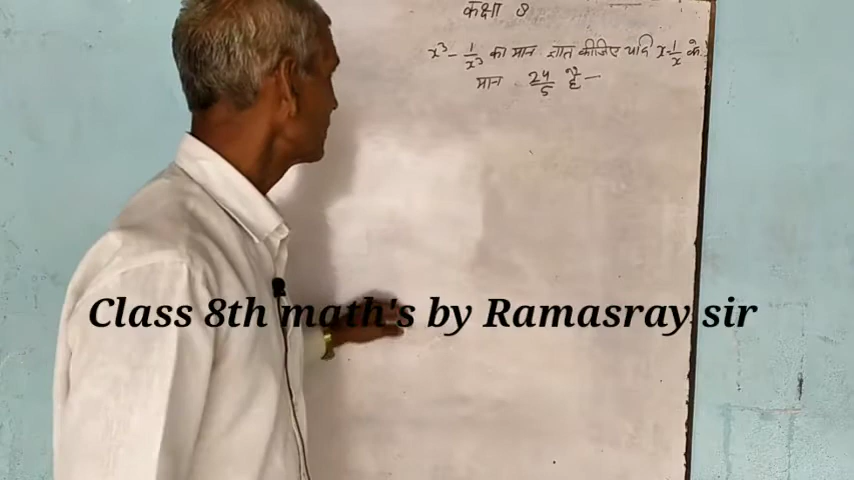 कक्षा 8
x³ - 1/x³ का मान ज्ञात कीजिए यदि x - 1/x के
मान 24/5 है -
Class 8th math's by Ramasray sir